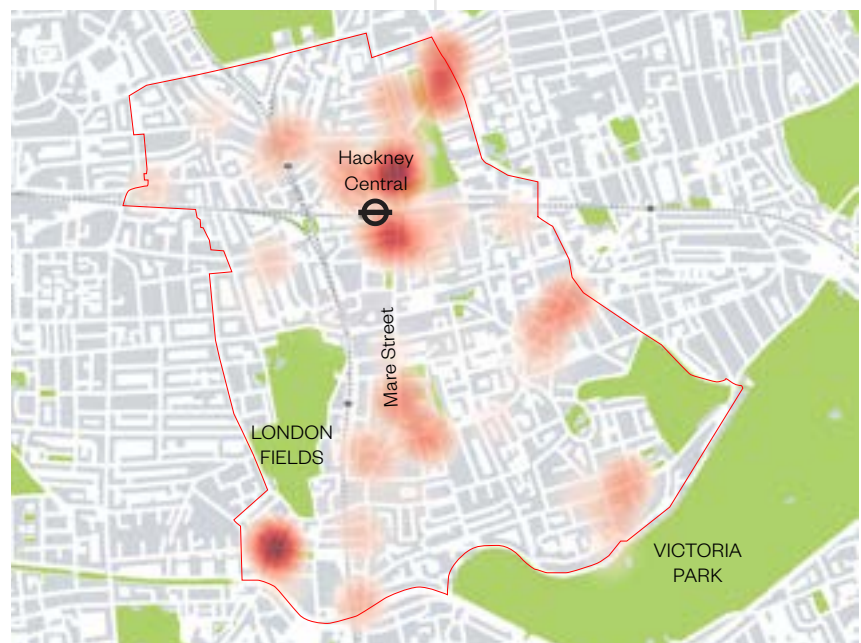 Hackney
Central
Mare Street
LONDON
FIELDS
VICTORIA
PARK